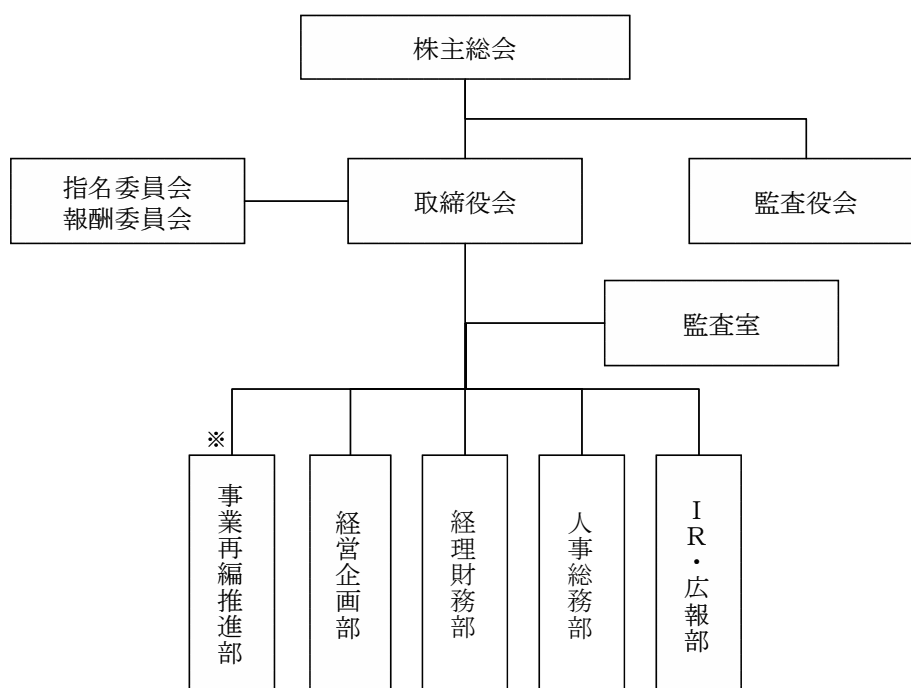 株主総会
指名委員会
報酬委員会
取締役会
監査役会
監査室
※
事業再編推進部
経営企画部
経理財務部
人事総務部
ＩＲ・広報部